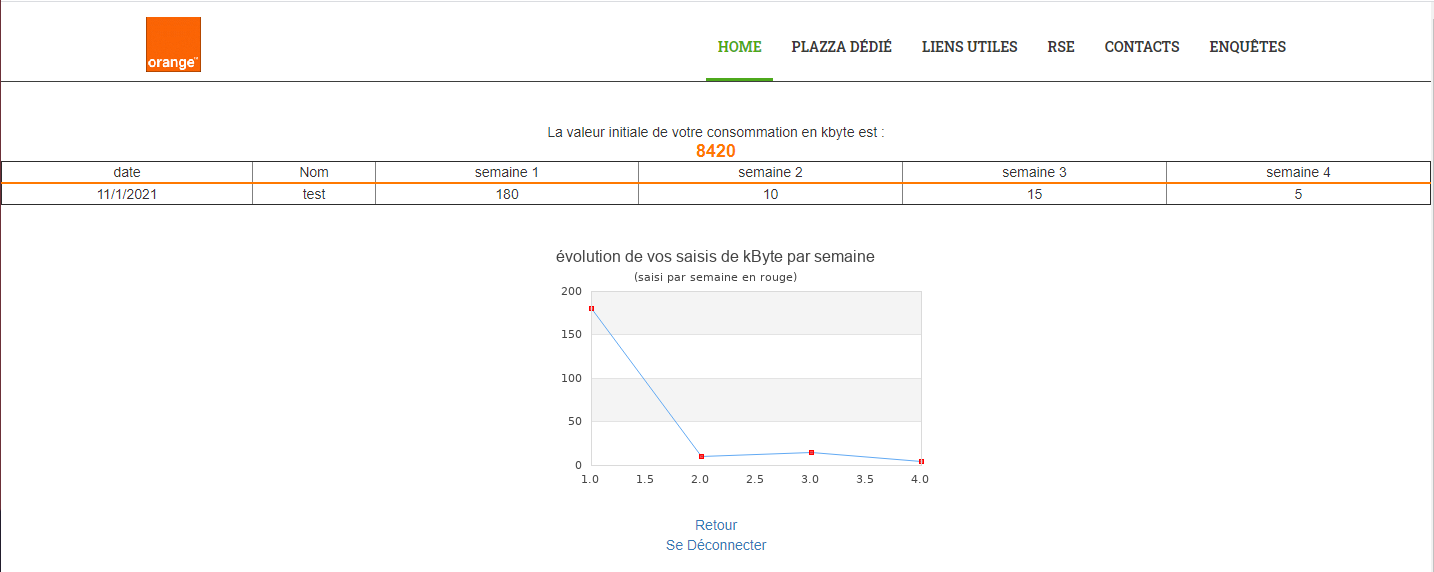 orange™
HOME PLAZZA DÉDIÉ LIENS UTILES RSE CONTACTS ENQUÊTES
La valeur initiale de votre consommation en kbyte est :
8420
date Nom semaine 1 semaine 2 semaine 3 semaine 4
11/1/2021 test 180 10 15 5
évolution de vos saisis de kByte par semaine
(saisi par semaine en rouge)
200
150
100
50
0
1.0 1.5 2.0 2.5 3.0 3.5 4.0
Retour
Se Déconnecter